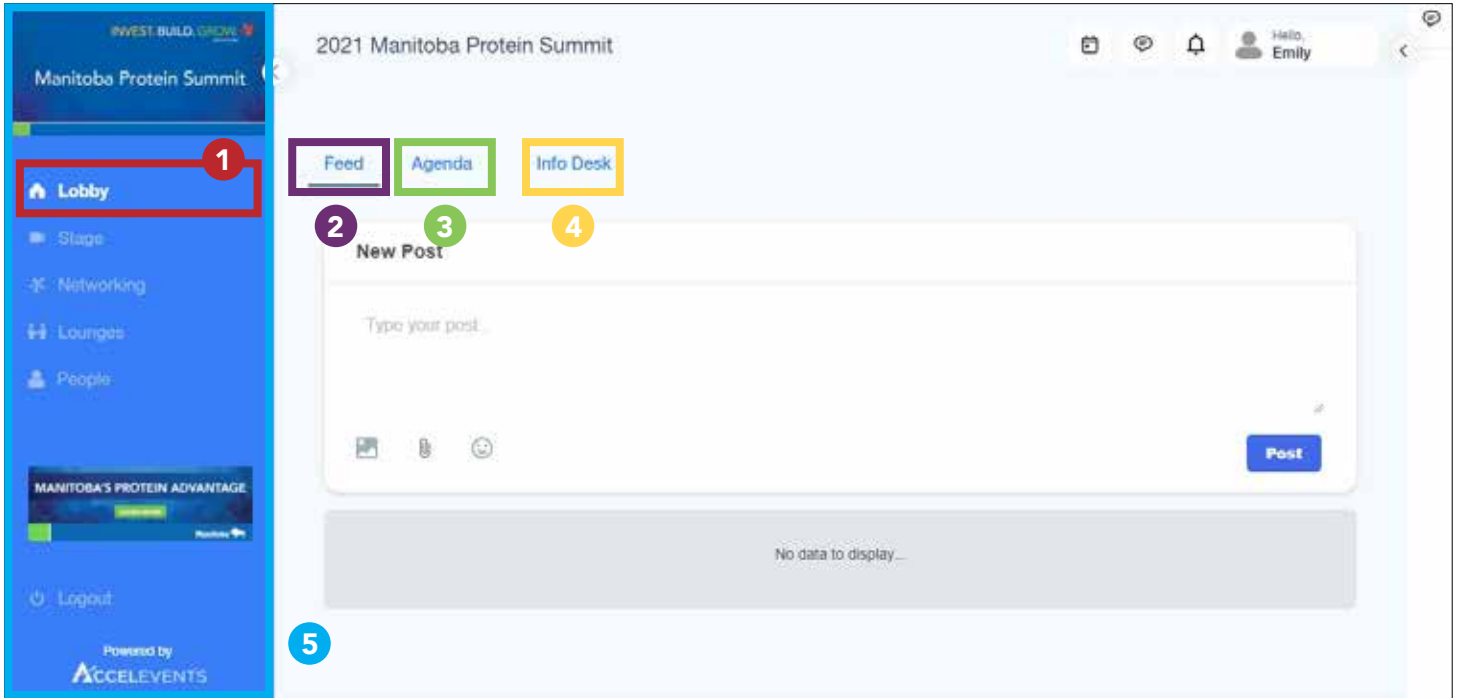 INVEST. BUILD. GROW.
Manitoba Protein Summit
1
Lobby
Stage
Networking
Lounges
People
MANITOBA'S PROTEIN ADVANTAGE
Manitoba
Logout
Powered by
ACCELEVENTS
2021 Manitoba Protein Summit
Hello,
Emily
Feed
Agenda
Info Desk
2
3
4
New Post
Type your post...
Post
No data to display...
5